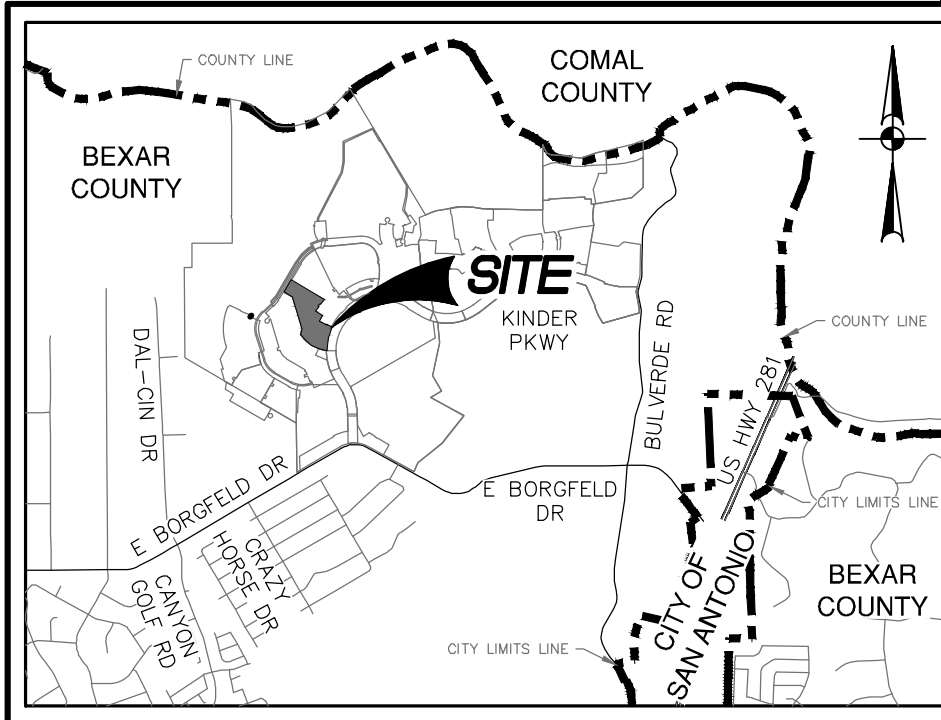 COUNTY LINE
COMAL
COUNTY
BEXAR
COUNTY
SITE
KINDER
PKWY
COUNTY LINE
DAL-CIN DR
BULVERDE RD
US HWY 281
E BORGFELD DR
E BORGFELD
DR
CITY LIMITS LINE
CRAZY
HORSE DR
CANYON
GOLF RD
CITY OF
SAN ANTONIO
BEXAR
COUNTY
CITY LIMITS LINE